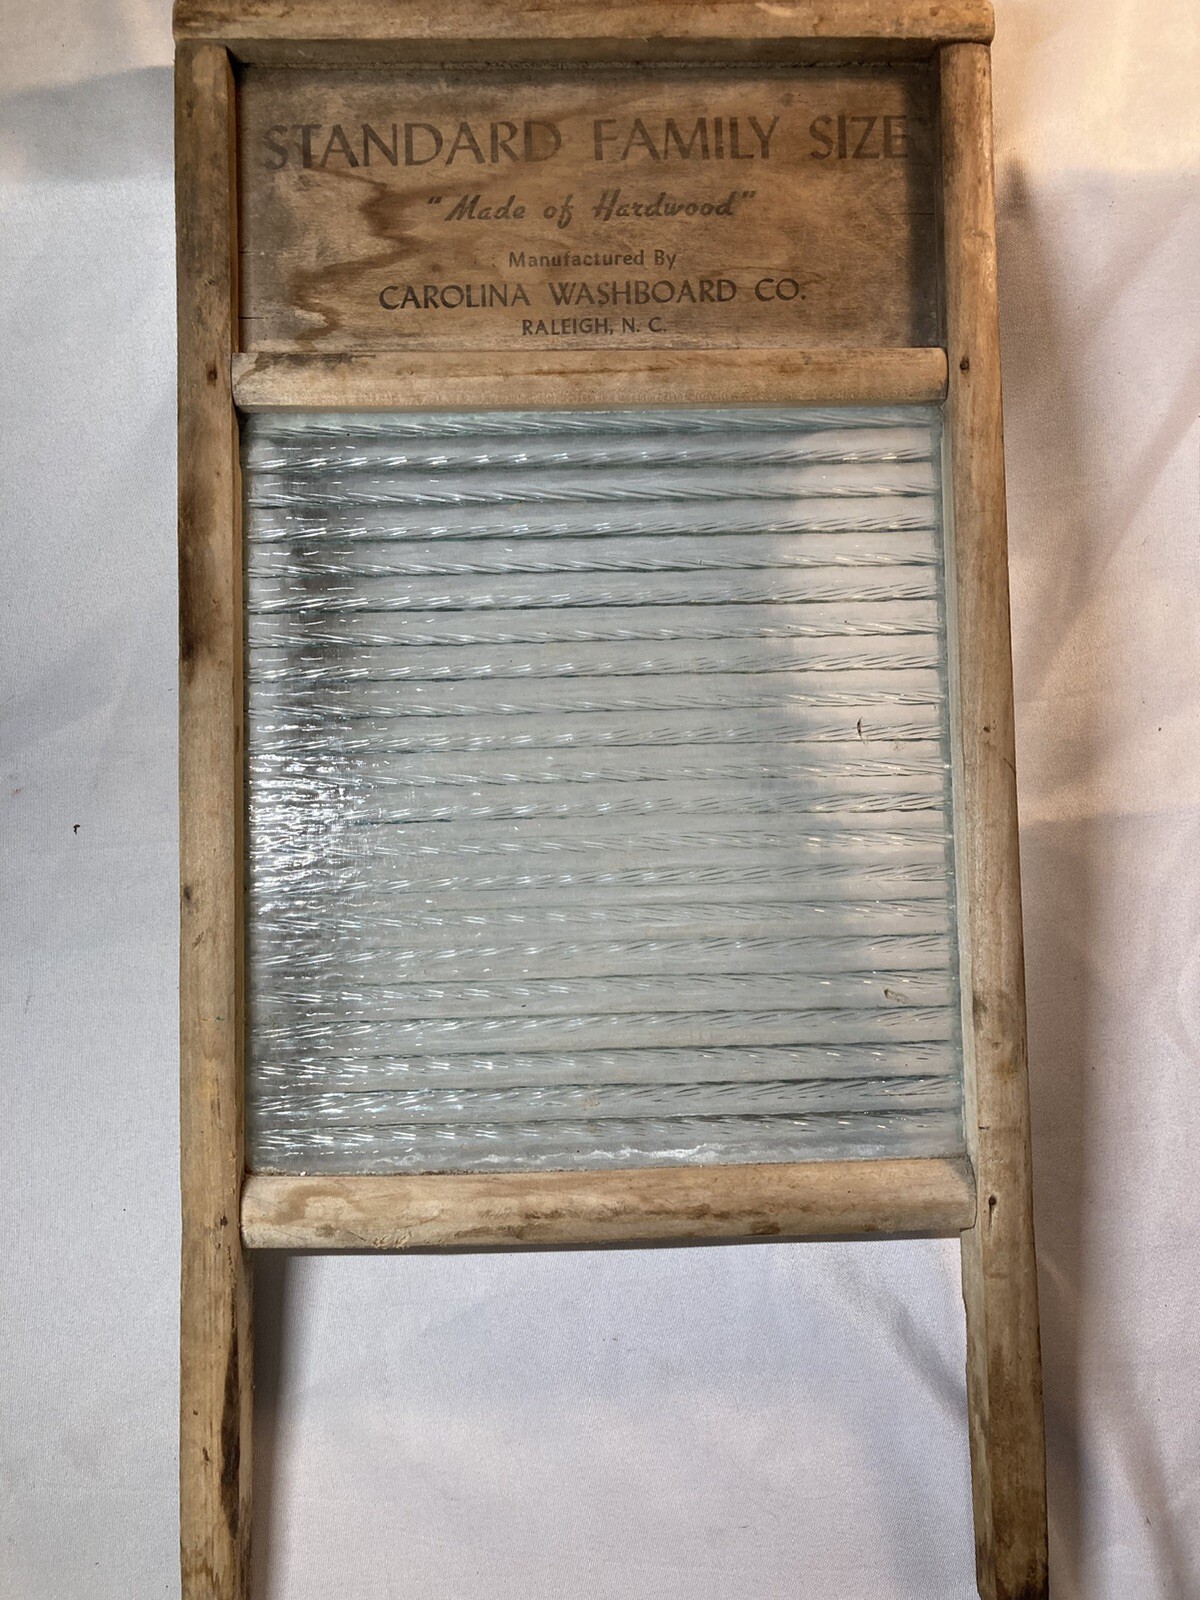 STANDARD FAMILY SIZE
"Made of Hardwood"
Manufactured By
CAROLINA WASHBOARD CO.
RALEIGH, N. C.